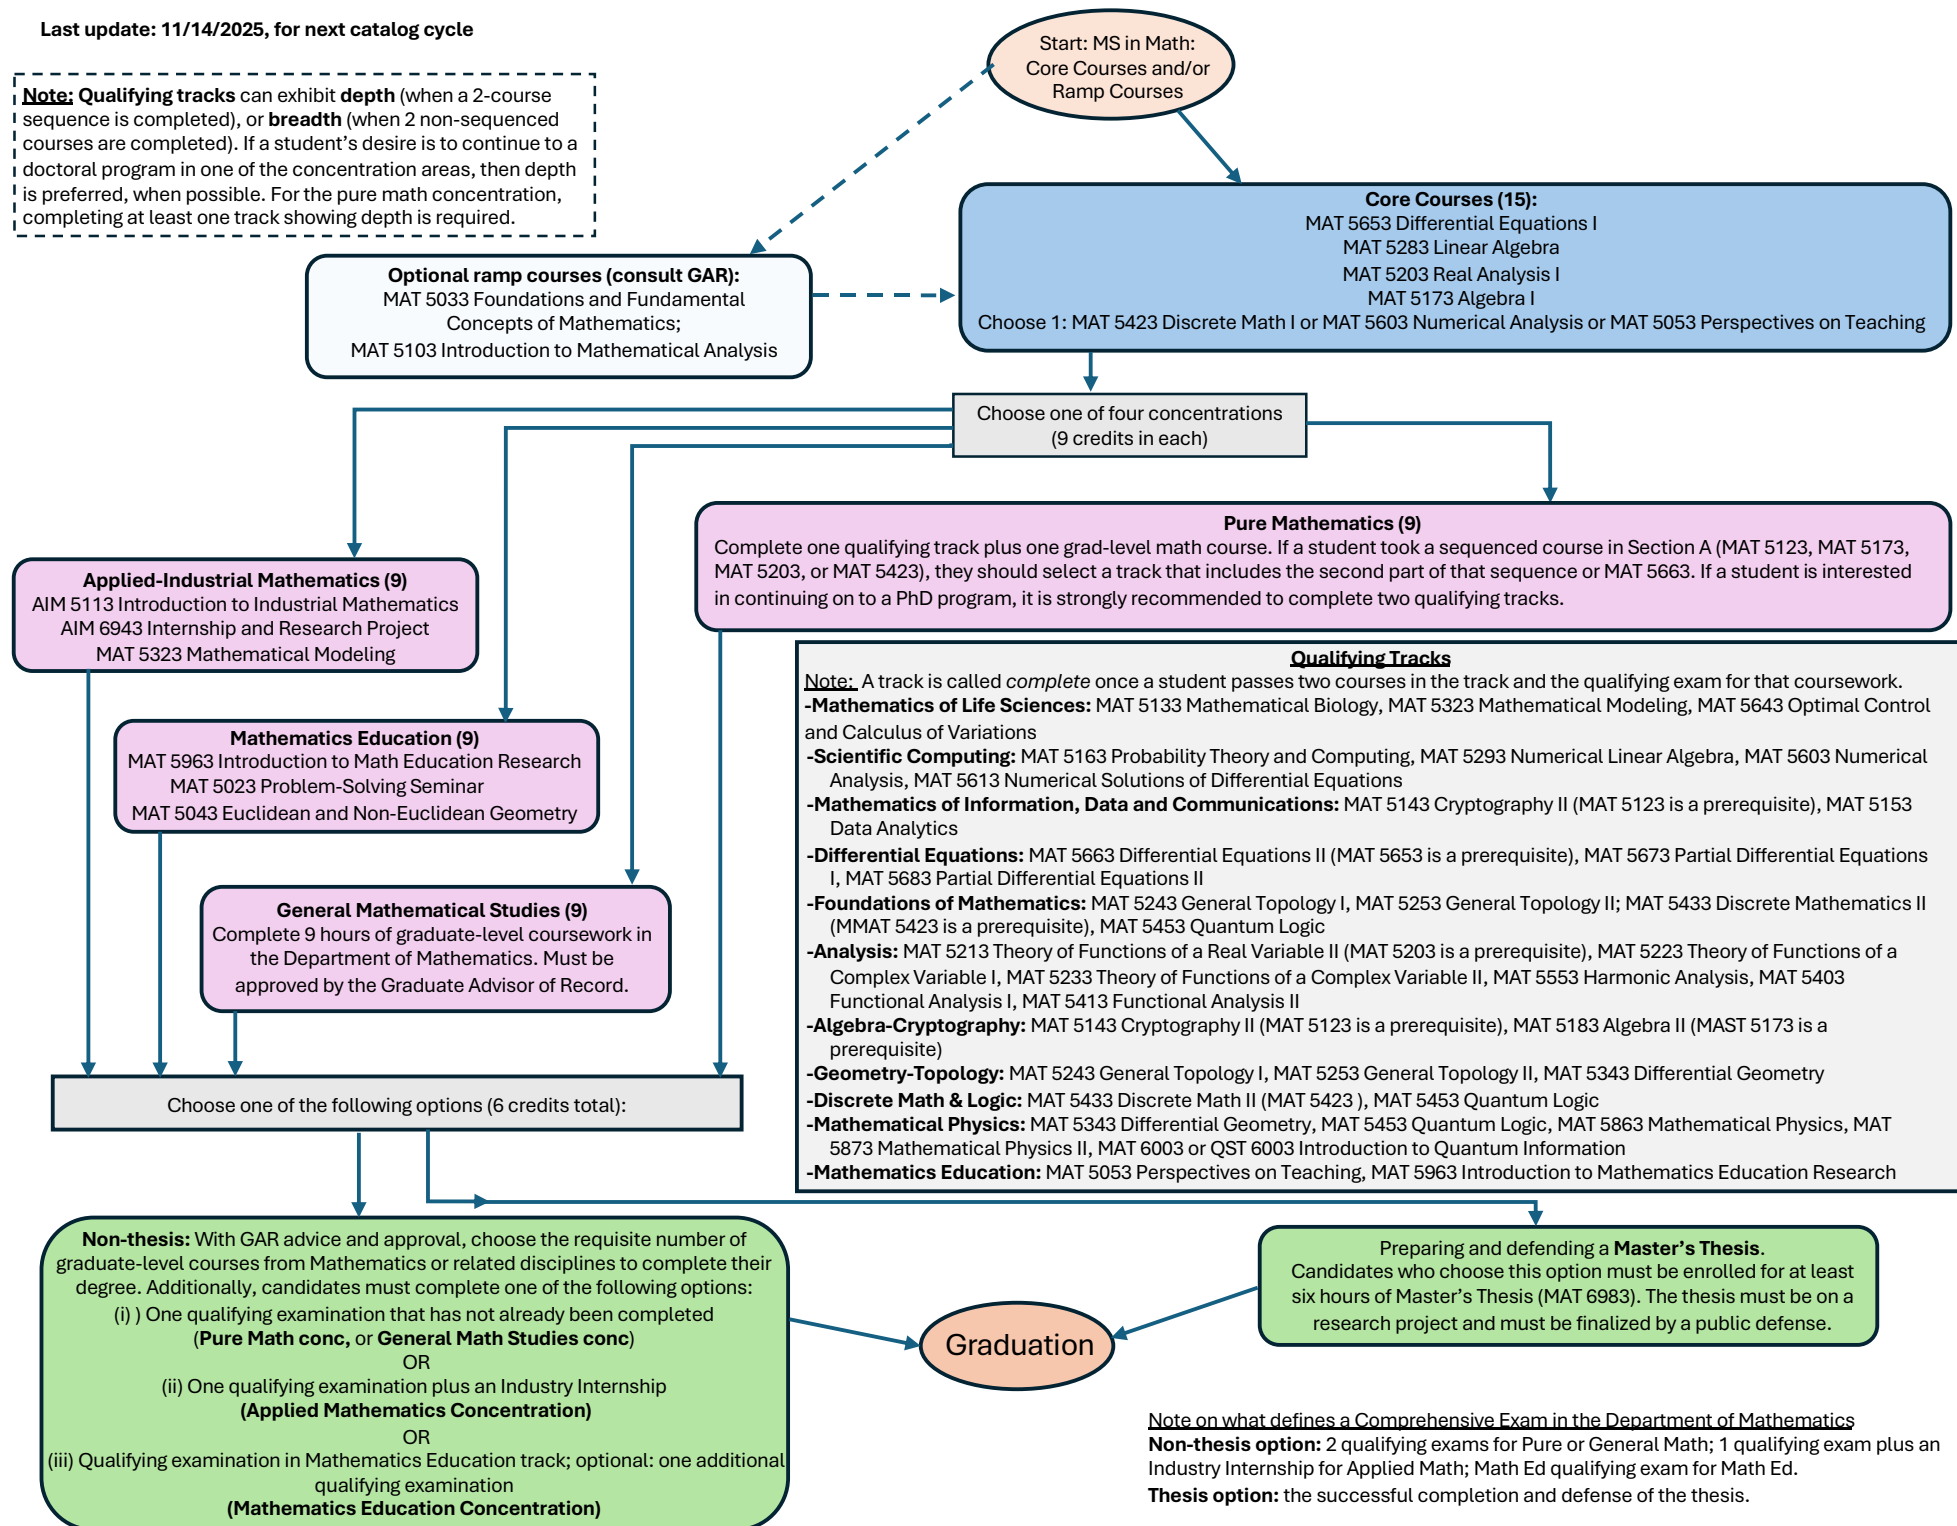 Last update: 11/14/2025, for next catalog cycle
Start: MS in Math:
Core Courses and/or
Ramp Courses
Note: Qualifying tracks can exhibit depth (when a 2-course
sequence is completed), or breadth (when 2 non-sequenced
courses are completed). If a student's desire is to continue to a
doctoral program in one of the concentration areas, then depth
is preferred, when possible. For the pure math concentration,
completing at least one track showing depth is required.
Core Courses (15):
MAT 5653 Differential Equations I
MAT 5283 Linear Algebra
MAT 5203 Real Analysis I
MAT 5173 Algebra I
Choose 1: MAT 5423 Discrete Math I or MAT 5603 Numerical Analysis or MAT 5053 Perspectives on Teaching
Optional ramp courses (consult GAR):
MAT 5033 Foundations and Fundamental
Concepts of Mathematics;
MAT 5103 Introduction to Mathematical Analysis
Choose one of four concentrations
(9 credits in each)
Pure Mathematics (9)
Complete one qualifying track plus one grad-level math course. If a student took a sequenced course in Section A (MAT 5123, MAT 5173,
MAT 5203, or MAT 5423), they should select a track that includes the second part of that sequence or MAT 5663. If a student is interested
in continuing on to a PhD program, it is strongly recommended to complete two qualifying tracks.
Applied-Industrial Mathematics (9)
AIM 5113 Introduction to Industrial Mathematics
AIM 6943 Internship and Research Project
MAT 5323 Mathematical Modeling
Mathematics Education (9)
MAT 5963 Introduction to Math Education Research
MAT 5023 Problem-Solving Seminar
MAT 5043 Euclidean and Non-Euclidean Geometry
General Mathematical Studies (9)
Complete 9 hours of graduate-level coursework in
the Department of Mathematics. Must be
approved by the Graduate Advisor of Record.
Qualifying Tracks
Note: A track is called complete once a student passes two courses in the track and the qualifying exam for that coursework.
-Mathematics of Life Sciences: MAT 5133 Mathematical Biology, MAT 5323 Mathematical Modeling, MAT 5643 Optimal Control
and Calculus of Variations
-Scientific Computing: MAT 5163 Probability Theory and Computing, MAT 5293 Numerical Linear Algebra, MAT 5603 Numerical
Analysis, MAT 5613 Numerical Solutions of Differential Equations
-Mathematics of Information, Data and Communications: MAT 5143 Cryptography II (MAT 5123 is a prerequisite), MAT 5153
Data Analytics
-Differential Equations: MAT 5663 Differential Equations II (MAT 5653 is a prerequisite), MAT 5673 Partial Differential Equations
I, MAT 5683 Partial Differential Equations II
-Foundations of Mathematics: MAT 5243 General Topology I, MAT 5253 General Topology II; MAT 5433 Discrete Mathematics II
(MMAT 5423 is a prerequisite), MAT 5453 Quantum Logic
-Analysis: MAT 5213 Theory of Functions of a Real Variable II (MAT 5203 is a prerequisite), MAT 5223 Theory of Functions of a
Complex Variable I, MAT 5233 Theory of Functions of a Complex Variable II, MAT 5553 Harmonic Analysis, MAT 5403
Functional Analysis I, MAT 5413 Functional Analysis II
-Algebra-Cryptography: MAT 5143 Cryptography II (MAT 5123 is a prerequisite), MAT 5183 Algebra II (MAST 5173 is a
prerequisite)
-Geometry-Topology: MAT 5243 General Topology I, MAT 5253 General Topology II, MAT 5343 Differential Geometry
-Discrete Math & Logic: MAT 5433 Discrete Math II (MAT 5423 ), MAT 5453 Quantum Logic
-Mathematical Physics: MAT 5343 Differential Geometry, MAT 5453 Quantum Logic, MAT 5863 Mathematical Physics, MAT
5873 Mathematical Physics II, MAT 6003 or QST 6003 Introduction to Quantum Information
-Mathematics Education: MAT 5053 Perspectives on Teaching, MAT 5963 Introduction to Mathematics Education Research
Choose one of the following options (6 credits total):
Non-thesis: With GAR advice and approval, choose the requisite number of
graduate-level courses from Mathematics or related disciplines to complete their
degree. Additionally, candidates must complete one of the following options:
(i) ) One qualifying examination that has not already been completed
(Pure Math conc, or General Math Studies conc)
OR
(ii) One qualifying examination plus an Industry Internship
(Applied Mathematics Concentration)
OR
(iii) Qualifying examination in Mathematics Education track; optional: one additional
qualifying examination
(Mathematics Education Concentration)
Graduation
Preparing and defending a Master's Thesis.
Candidates who choose this option must be enrolled for at least
six hours of Master's Thesis (MAT 6983). The thesis must be on a
research project and must be finalized by a public defense.
Note on what defines a Comprehensive Exam in the Department of Mathematics
Non-thesis option: 2 qualifying exams for Pure or General Math; 1 qualifying exam plus an
Industry Internship for Applied Math; Math Ed qualifying exam for Math Ed.
Thesis option: the successful completion and defense of the thesis.